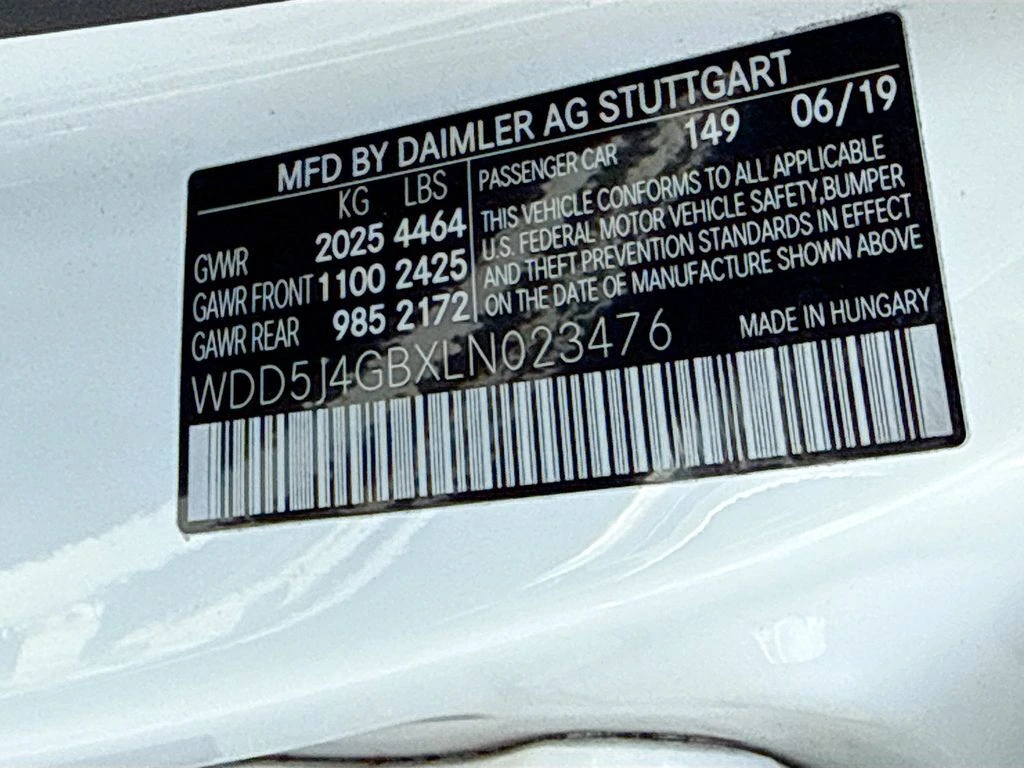 MFD BY DAIMLER AG STUTTGART
KG LBS
GVWR 2025 4464
GAWR FRONT 1100 2425
GAWR REAR 985 2172
PASSENGER CAR 149 06/19
THIS VEHICLE CONFORMS TO ALL APPLICABLE
U.S. FEDERAL MOTOR VEHICLE SAFETY,BUMPER
AND THEFT PREVENTION STANDARDS IN EFFECT
ON THE DATE OF MANUFACTURE SHOWN ABOVE
WDD5J4GBXLN023476 MADE IN HUNGARY